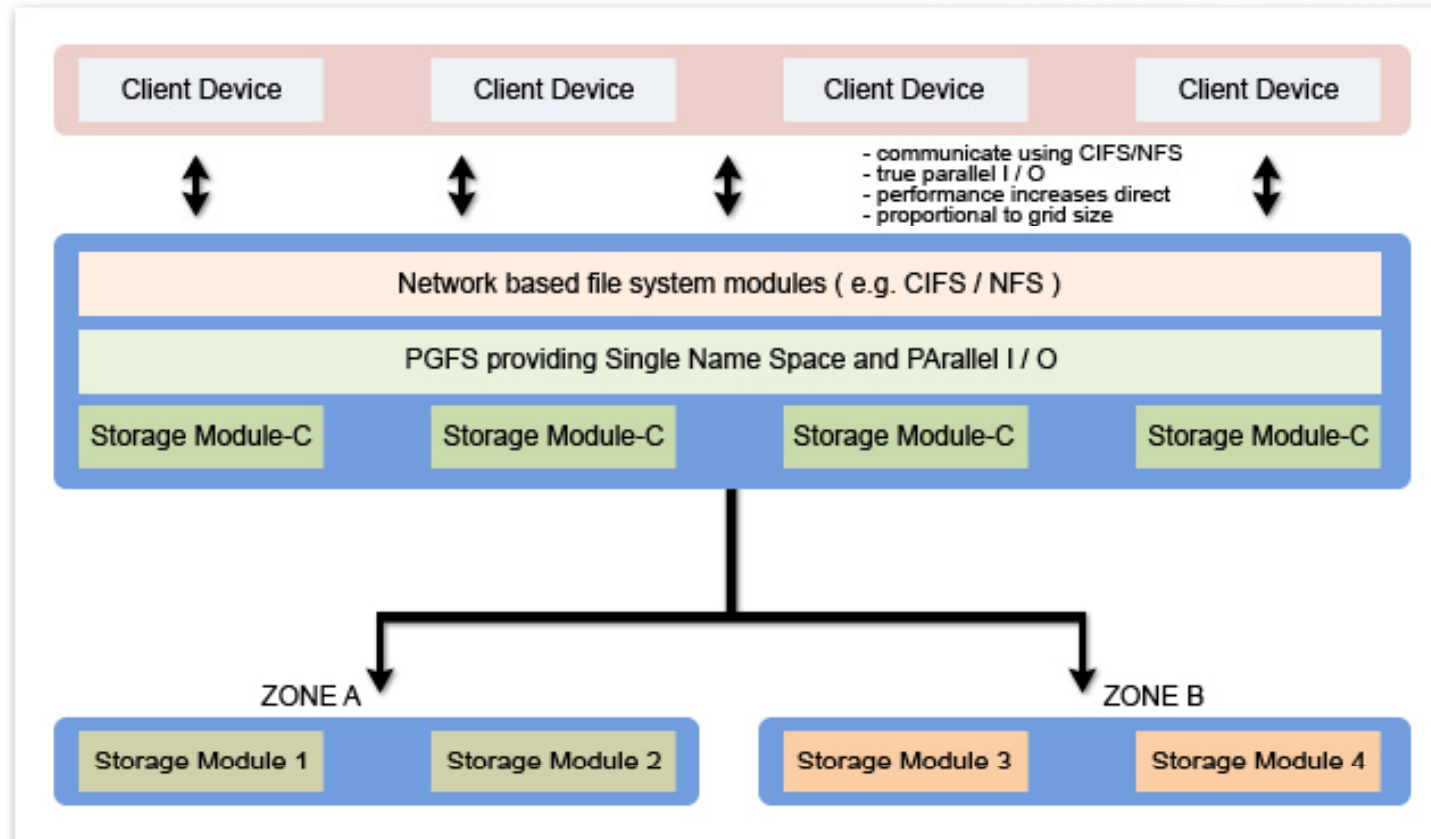 Client Device
Client Device
Client Device
Client Device
- communicate using CIFS/NFS
- true parallel I / O
- performance increases direct
- proportional to grid size
Network based file system modules ( e.g. CIFS / NFS )
PGFS providing Single Name Space and PArallel I / O
Storage Module-C
Storage Module-C
Storage Module-C
Storage Module-C
ZONE A
ZONE B
Storage Module 1
Storage Module 2
Storage Module 3
Storage Module 4